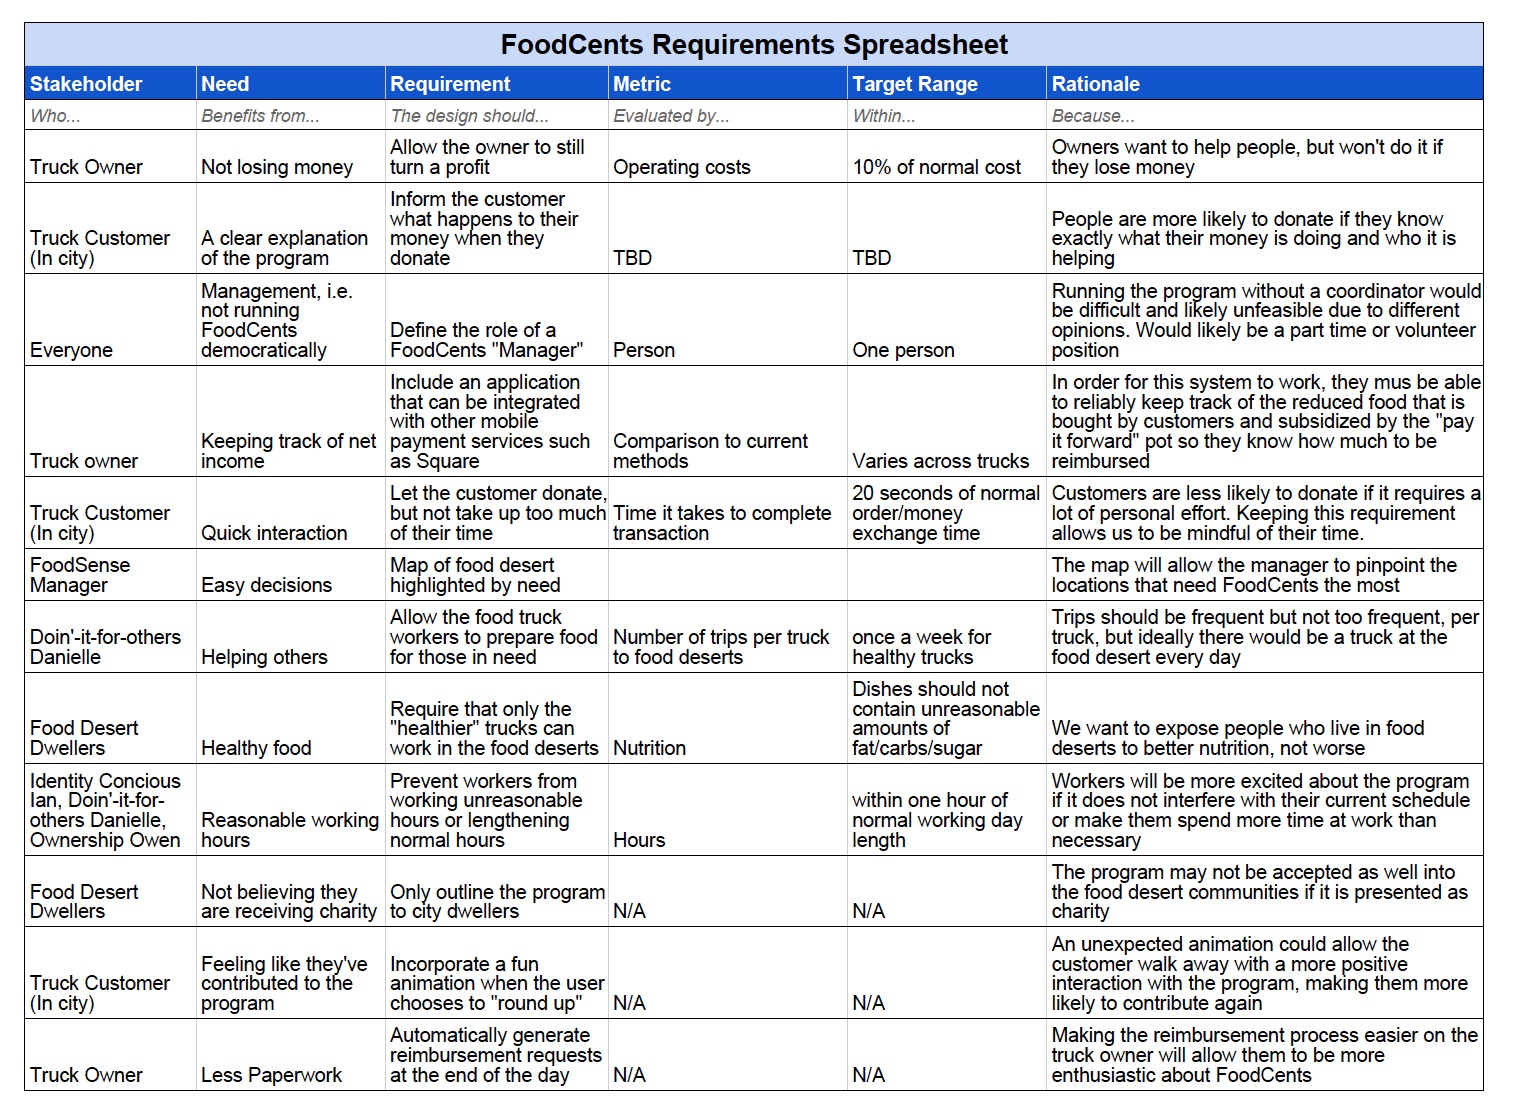 FoodCents Requirements Spreadsheet
Stakeholder Need Requirement Metric Target Range Rationale
Who... Benefits from... The design should... Evaluated by... Within... Because...
Truck Owner
Not losing money
Allow the owner to still
turn a profit
Operating costs
10% of normal cost
Owners want to help people, but won't do it if
they lose money
Truck Customer
(In city)
A clear explanation
of the program
Inform the customer
what happens to their
money when they
donate
TBD
TBD
People are more likely to donate if they know
exactly what their money is doing and who it is
helping
Everyone
Management, i.e.
not running
FoodCents
democratically
Define the role of a
FoodCents "Manager"
Person
One person
Running the program without a coordinator would
be difficult and likely unfeasible due to different
opinions. Would likely be a part time or volunteer
position
Truck owner
Keeping track of net
income
Include an application
that can be integrated
with other mobile
payment services such
as Square
Comparison to current
methods
Varies across trucks
In order for this system to work, they mus be able
to reliably keep track of the reduced food that is
bought by customers and subsidized by the "pay
it forward" pot so they know how much to be
reimbursed
Truck Customer
(In city)
Quick interaction
Let the customer donate,
but not take up too much
of their time
Time it takes to complete
transaction
20 seconds of normal
order/money
exchange time
Customers are less likely to donate if it requires a
lot of personal effort. Keeping this requirement
allows us to be mindful of their time.
FoodSense
Manager
Easy decisions
Map of food desert
highlighted by need
The map will allow the manager to pinpoint the
locations that need FoodCents the most
Doin'-it-for-others
Danielle
Helping others
Allow the food truck
workers to prepare food
for those in need
Number of trips per truck
to food deserts
once a week for
healthy trucks
Trips should be frequent but not too frequent, per
truck, but ideally there would be a truck at the
food desert every day
Food Desert
Dwellers
Healthy food
Require that only the
"healthier" trucks can
work in the food deserts
Nutrition
Dishes should not
contain unreasonable
amounts of
fat/carbs/sugar
We want to expose people who live in food
deserts to better nutrition, not worse
Identity Concious
Ian, Doin'-it-for-
others Danielle,
Ownership Owen
Reasonable working
hours
Prevent workers from
working unreasonable
hours or lengthening
normal hours
Hours
within one hour of
normal working day
length
Workers will be more excited about the program
if it does not interfere with their current schedule
or make them spend more time at work than
necessary
Food Desert
Dwellers
Not believing they
are receiving charity
Only outline the program
to city dwellers
N/A
N/A
The program may not be accepted as well into
the food desert communities if it is presented as
charity
Truck Customer
(In city)
Feeling like they've
contributed to the
program
Incorporate a fun
animation when the user
chooses to "round up"
N/A
N/A
An unexpected animation could allow the
customer walk away with a more positive
interaction with the program, making them more
likely to contribute again
Truck Owner
Less Paperwork
Automatically generate
reimbursement requests
at the end of the day
N/A
N/A
Making the reimbursement process easier on the
truck owner will allow them to be more
enthusiastic about FoodCents